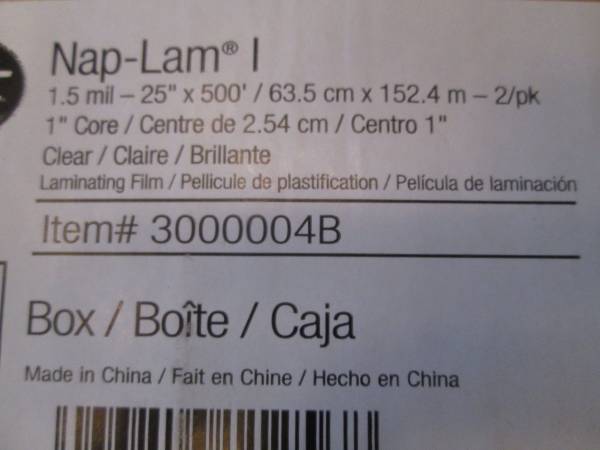 Nap-Lam® I
1.5 mil – 25" x 500' / 63.5 cm x 152.4 m – 2/pk
1" Core / Centre de 2.54 cm / Centro 1"
Clear / Claire / Brillante
Laminating Film / Pellicule de plastification / Película de laminación
Item# 3000004B
Box / Boîte / Caja
Made in China / Fait en Chine / Hecho en China